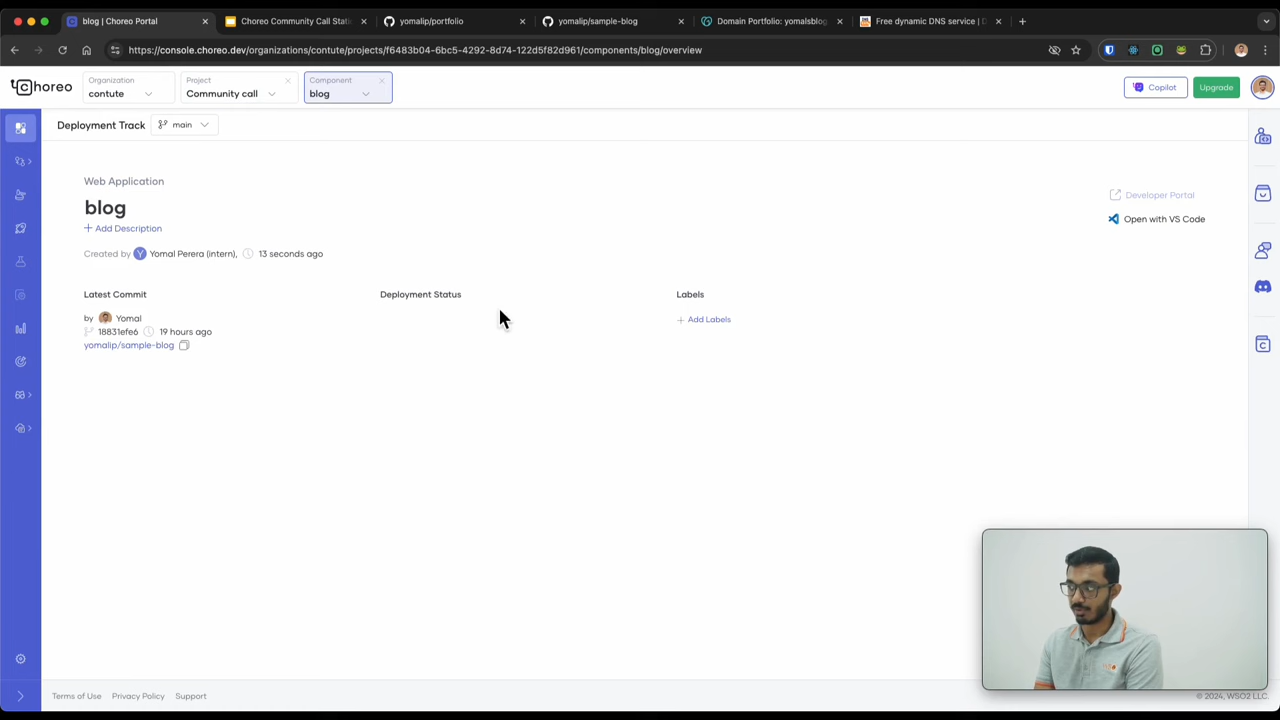 blog | Choreo Portal
Choreo Community Call Stati
yomalip/portfolio
yomalip/sample-blog
Domain Portfolio: yomalsblog
Free dynamic DNS service | D
https://console.choreo.dev/organizations/contute/projects/f6483b04-6bc5-4292-8d74-122d5f82d961/components/blog/overview
Choreo
Organization
contute
Project
Community call
Component
blog
Copilot
Upgrade
Deployment Track
main
Web Application
blog
Developer Portal
+ Add Description
Open with VS Code
Created by Y Yomal Perera (intern), 13 seconds ago
Latest Commit
Deployment Status
Labels
by Yomal
+ Add Labels
18831efe6 19 hours ago
yomalip/sample-blog
Terms of Use
Privacy Policy
Support
© 2024, WSO2 LLC.